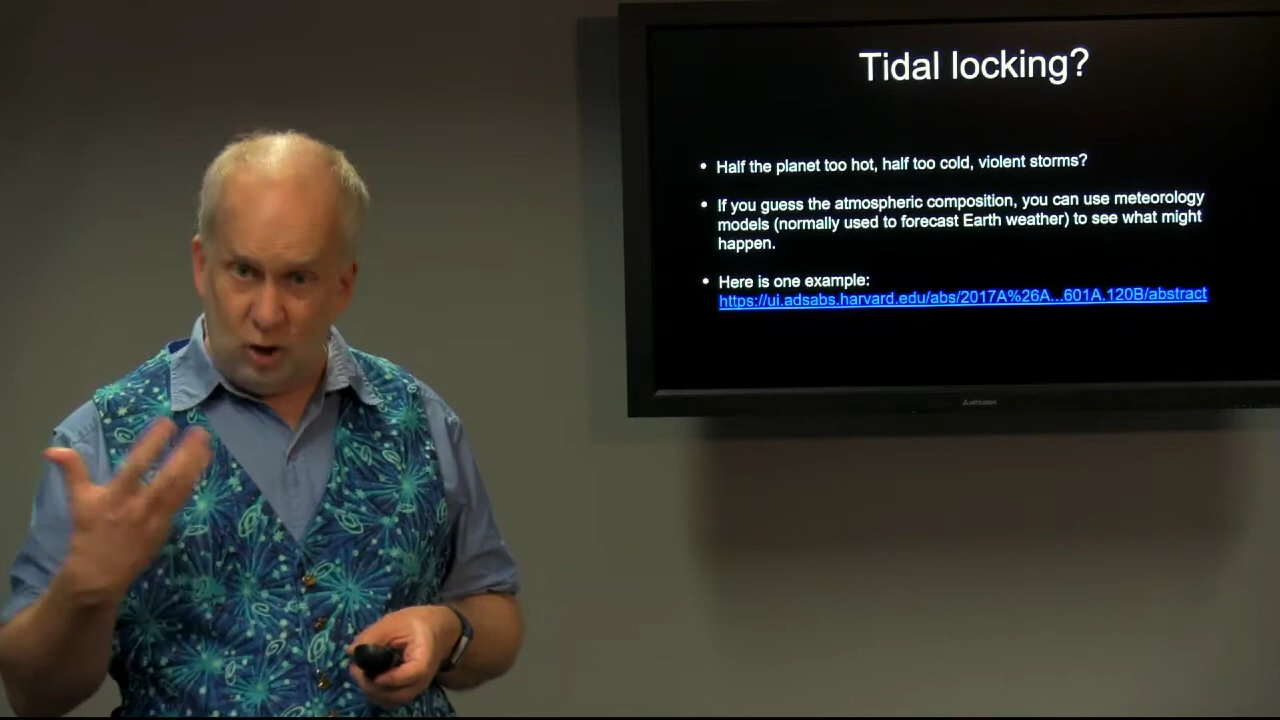 Tidal locking?
• Half the planet too hot, half too cold, violent storms?
• If you guess the atmospheric composition, you can use meteorology
models (normally used to forecast Earth weather) to see what might
happen.
• Here is one example:
https://ui.adsabs.harvard.edu/abs/2017A%26A...601A.120B/abstract